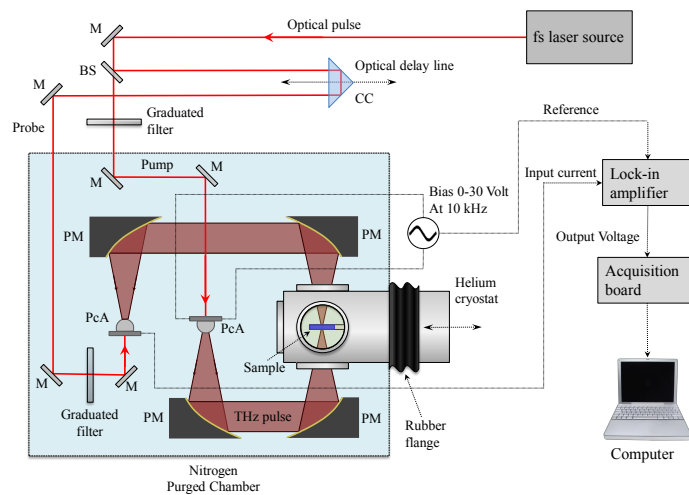 M
Optical pulse
fs laser source
BS
Optical delay line
M
CC
Graduated
filter
Probe
Reference
Pump
M
M
Input current
Lock-in
amplifier
Bias 0-30 Volt
At 10 kHz
PM
PM
Output Voltage
Helium
cryostat
Acquisition
board
PcA
PcA
Sample
M
M
Graduated
filter
PM
THz pulse
PM
Rubber
flange
Computer
Nitrogen
Purged Chamber